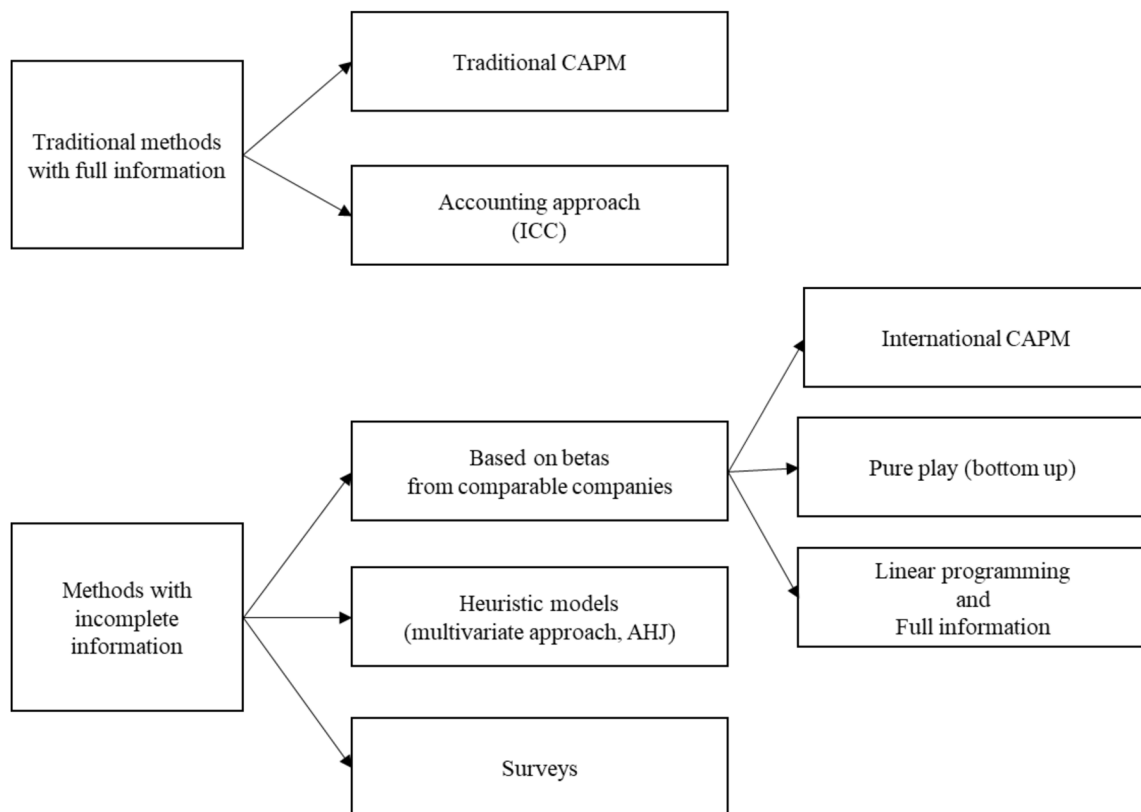 Traditional CAPM
Traditional methods
with full information
Accounting approach
(ICC)
International CAPM
Based on betas
from comparable companies
Pure play (bottom up)
Methods with
incomplete
information
Heuristic models
(multivariate approach, AHJ)
Linear programming
and
Full information
Surveys